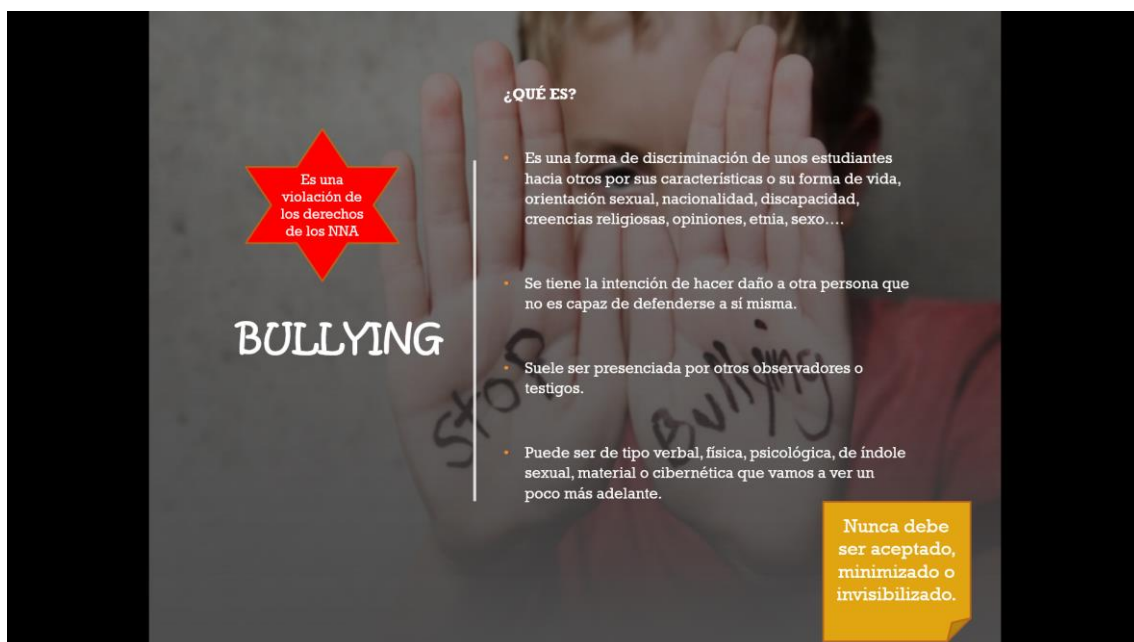 ¿QUÉ ES?
Es una
violación de
los derechos
de los NNA
BULLYING
• Es una forma de discriminación de unos estudiantes
hacia otros por sus características o su forma de vida,
orientación sexual, nacionalidad, discapacidad,
creencias religiosas, opiniones, etnia, sexo….
• Se tiene la intención de hacer daño a otra persona que
no es capaz de defenderse a sí misma.
• Suele ser presenciada por otros observadores o
testigos.
• Puede ser de tipo verbal, física, psicológica, de índole
sexual, material o cibernética que vamos a ver un
poco más adelante.
STOP
Bullying
Nunca debe
ser aceptado,
minimizado o
invisibilizado.